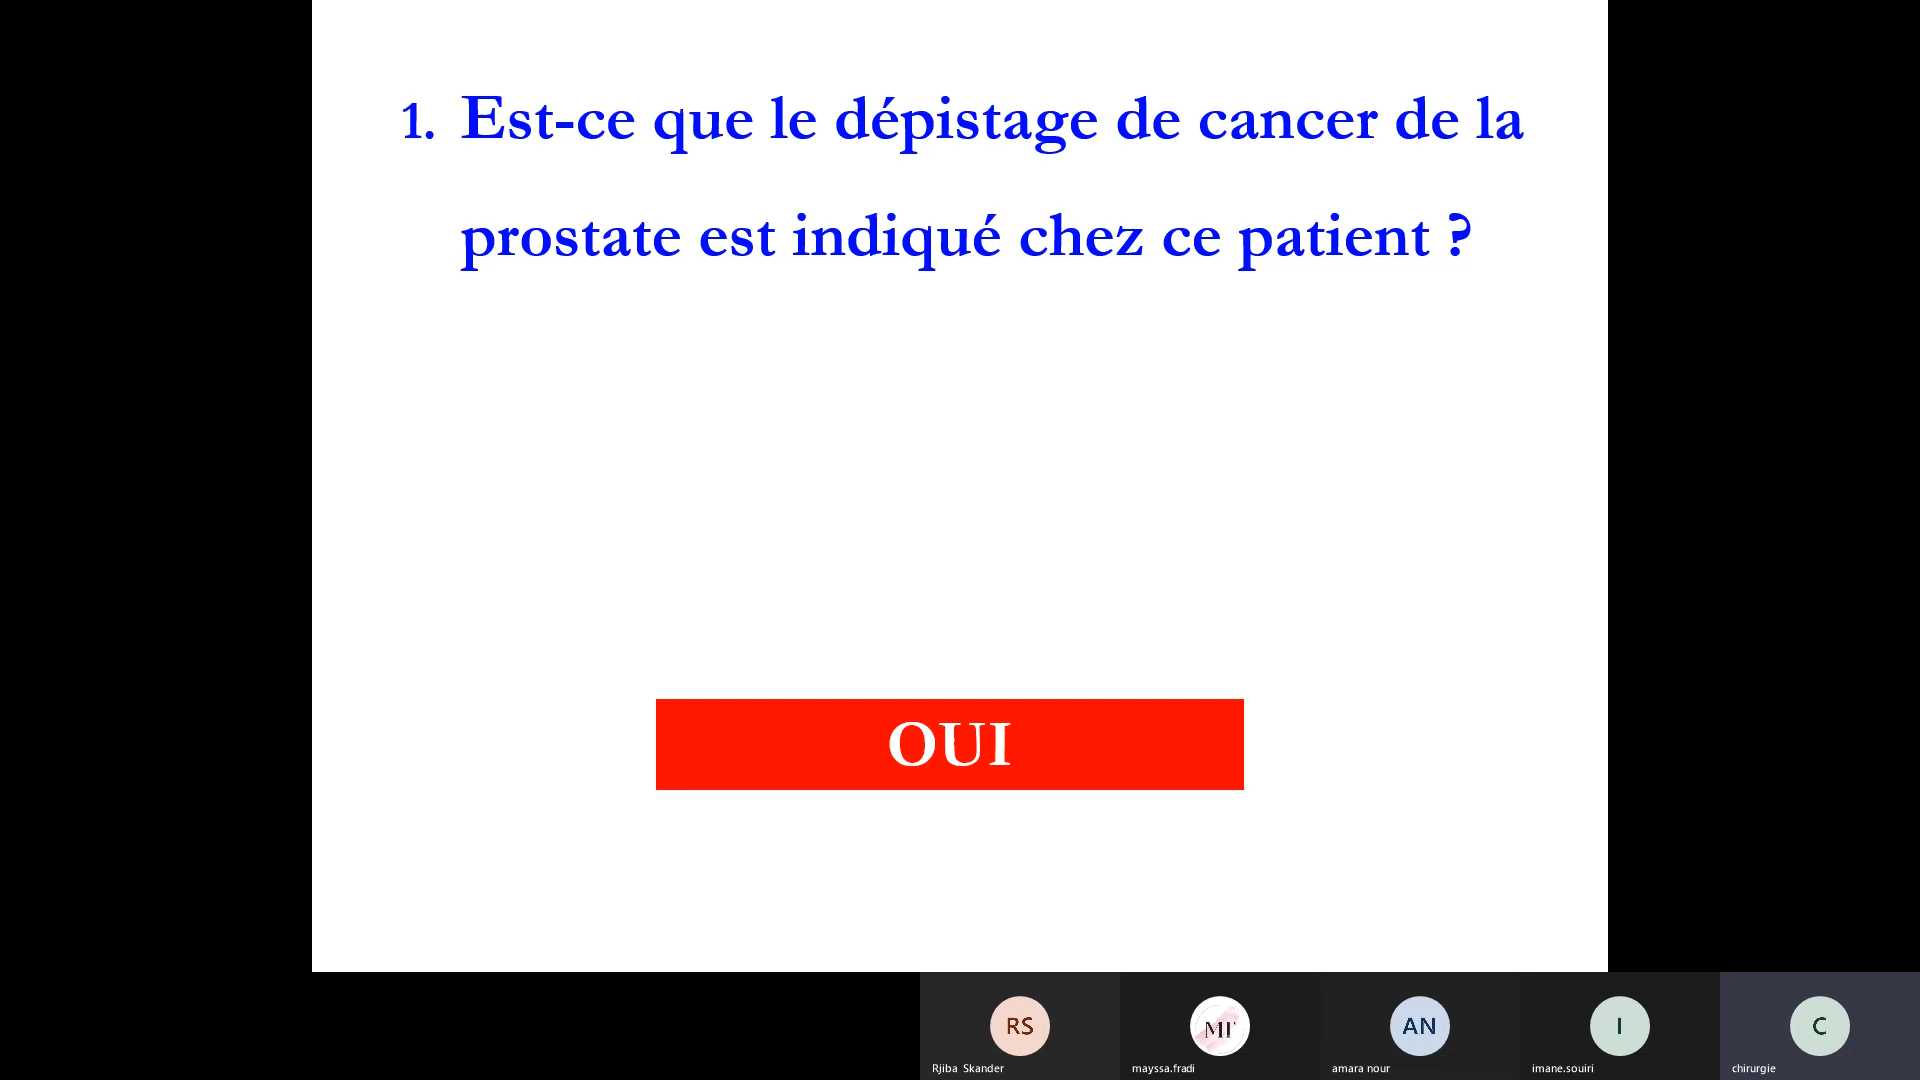 1. Est-ce que le dépistage de cancer de la
prostate est indiqué chez ce patient ?
OUI
RS
MF
AN
I
C
Rjiba Skander
mayssa.fradi
amara nour
imane.souiri
chirurgie